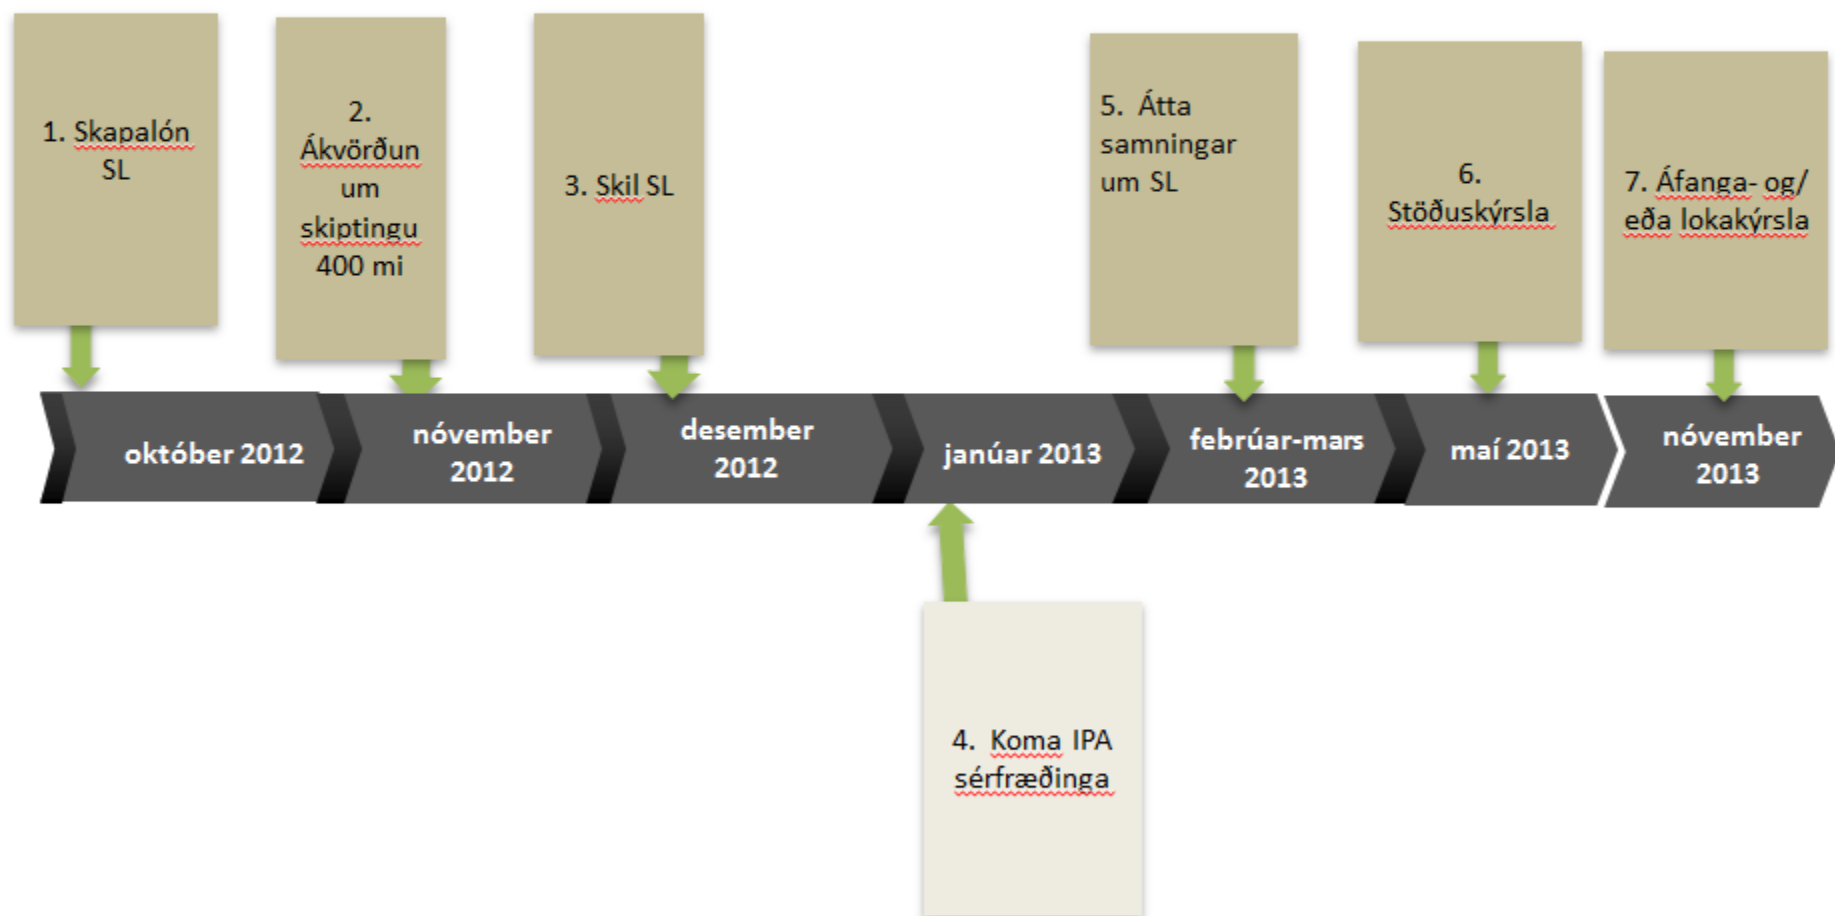 1. Skapalón
SL
2.
Ákvörðun
um
skiptingu
400 mi
3. Skil SL
5. Átta
samningar
um SL
6.
Stöðuskýrsla
7. Áfanga- og/
eða lokakýrsla
október 2012
nóvember
2012
desember
2012
janúar 2013
febrúar-mars
2013
maí 2013
nóvember
2013
4. Koma IPA
sérfræðinga